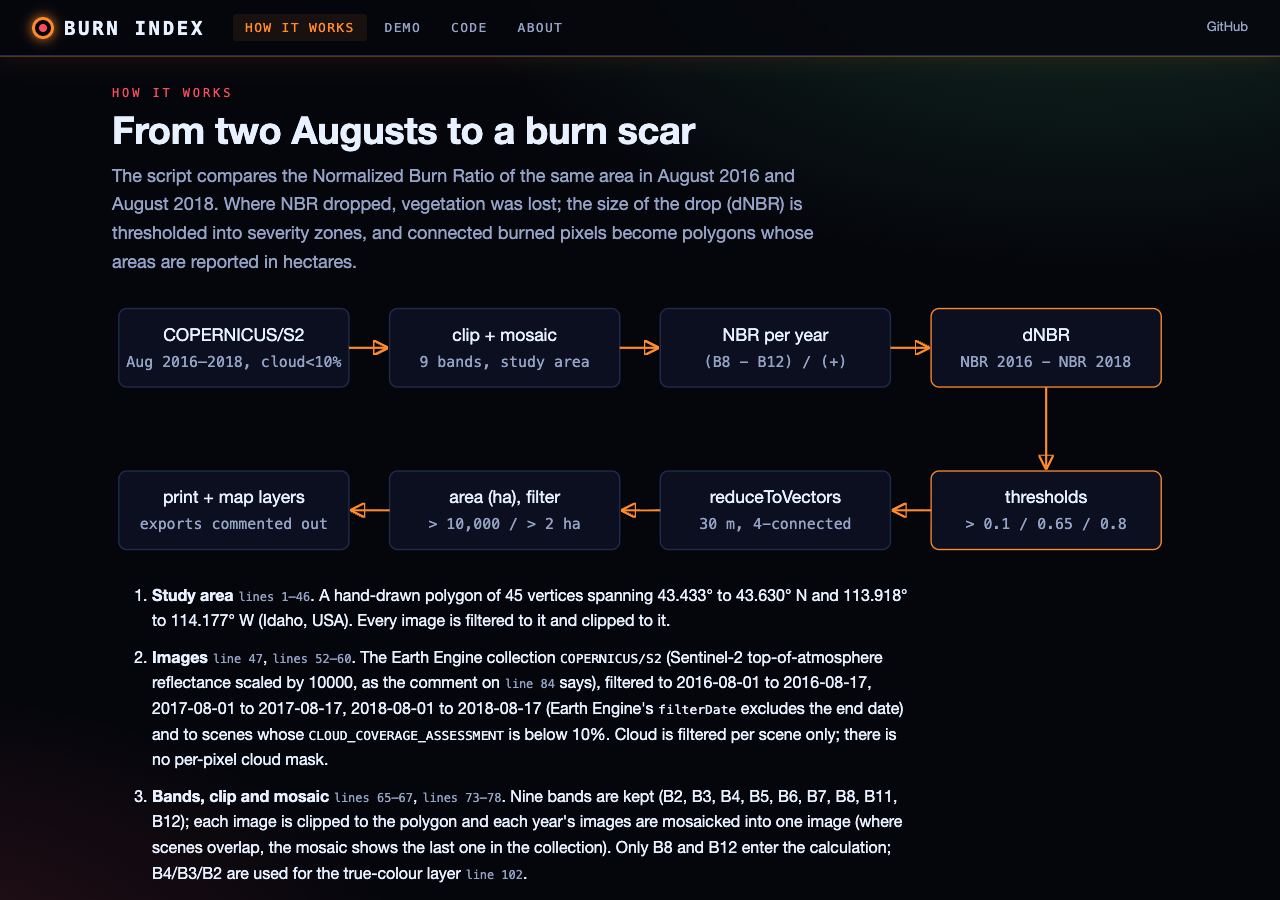 BURN INDEX
HOW IT WORKS
DEMO
CODE
ABOUT
GitHub
HOW IT WORKS
From two Augusts to a burn scar
The script compares the Normalized Burn Ratio of the same area in August 2016 and
August 2018. Where NBR dropped, vegetation was lost; the size of the drop (dNBR) is
thresholded into severity zones, and connected burned pixels become polygons whose
areas are reported in hectares.
COPERNICUS/S2
Aug 2016–2018, cloud<10%
clip + mosaic
9 bands, study area
NBR per year
(B8 − B12) / (+)
dNBR
NBR 2016 − NBR 2018
print + map layers
exports commented out
area (ha), filter
> 10,000 / > 2 ha
reduceToVectors
30 m, 4-connected
thresholds
> 0.1 / 0.65 / 0.8
1. Study area lines 1–46. A hand-drawn polygon of 45 vertices spanning 43.433° to 43.630° N and 113.918°
to 114.177° W (Idaho, USA). Every image is filtered to it and clipped to it.
2. Images line 47, lines 52–60. The Earth Engine collection COPERNICUS/S2 (Sentinel-2 top-of-atmosphere
reflectance scaled by 10000, as the comment on line 84 says), filtered to 2016-08-01 to 2016-08-17,
2017-08-01 to 2017-08-17, 2018-08-01 to 2018-08-17 (Earth Engine's filterDate excludes the end date)
and to scenes whose CLOUD_COVERAGE_ASSESSMENT is below 10%. Cloud is filtered per scene only; there is
no per-pixel cloud mask.
3. Bands, clip and mosaic lines 65–67, lines 73–78. Nine bands are kept (B2, B3, B4, B5, B6, B7, B8, B11,
B12); each image is clipped to the polygon and each year's images are mosaicked into one image (where
scenes overlap, the mosaic shows the last one in the collection). Only B8 and B12 enter the calculation;
B4/B3/B2 are used for the true-colour layer line 102.